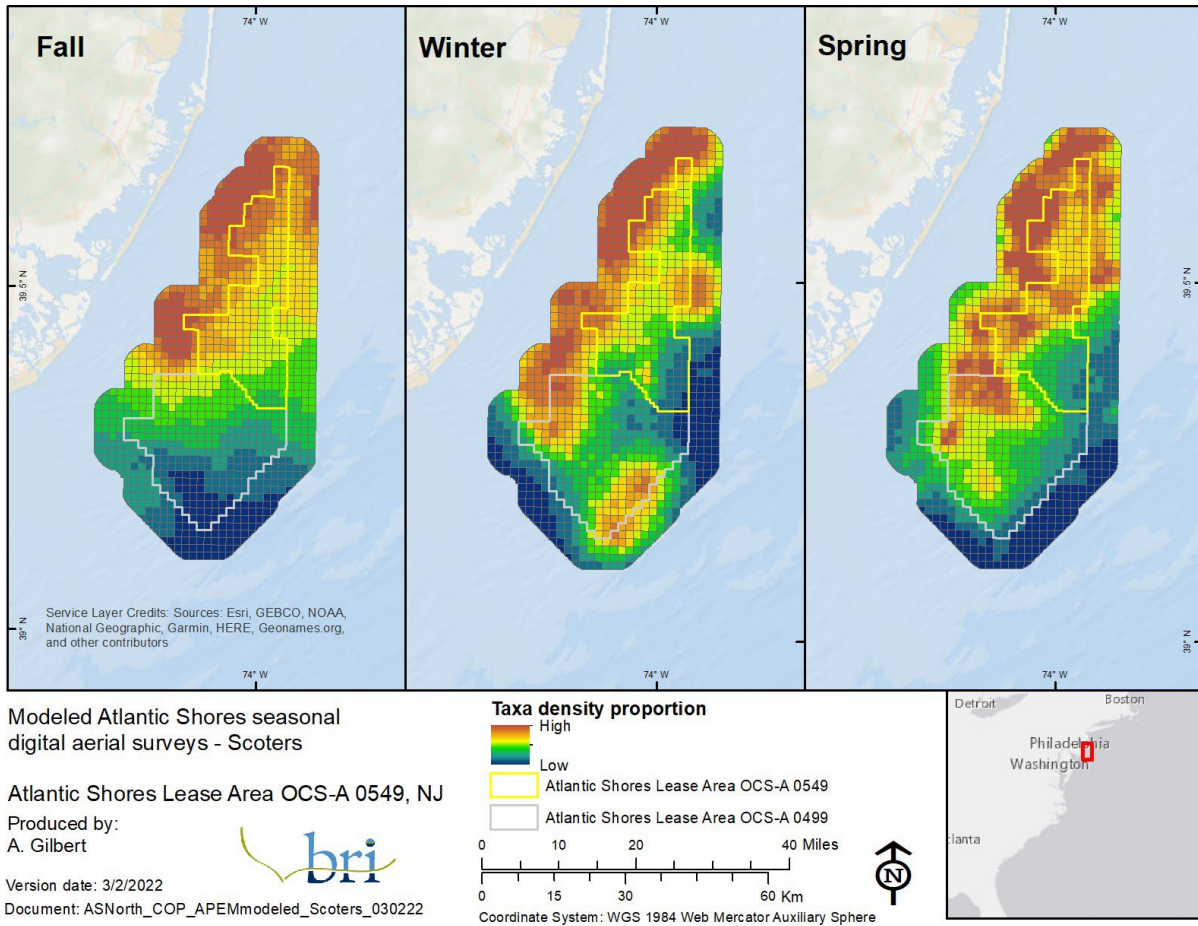 74° W
74° W
74° W
Fall
Winter
Spring
39.5° N
39.5° N
39° N
39° N
Service Layer Credits: Sources: Esri, GEBCO, NOAA,
National Geographic, Garmin, HERE, Geonames.org,
and other contributors
74° W
74° W
74° W
Modeled Atlantic Shores seasonal
digital aerial surveys - Scoters
Atlantic Shores Lease Area OCS-A 0549, NJ
Produced by:
A. Gilbert
bri
Version date: 3/2/2022
Document: ASNorth_COP_APEMmodeled_Scoters_030222
Taxa density proportion
High
Low
Atlantic Shores Lease Area OCS-A 0549
Atlantic Shores Lease Area OCS-A 0499
0 10 20 40 Miles
0 15 30 60 Km
N
Coordinate System: WGS 1984 Web Mercator Auxiliary Sphere
Detroit
Boston
Philadelphia
Washington
lanta